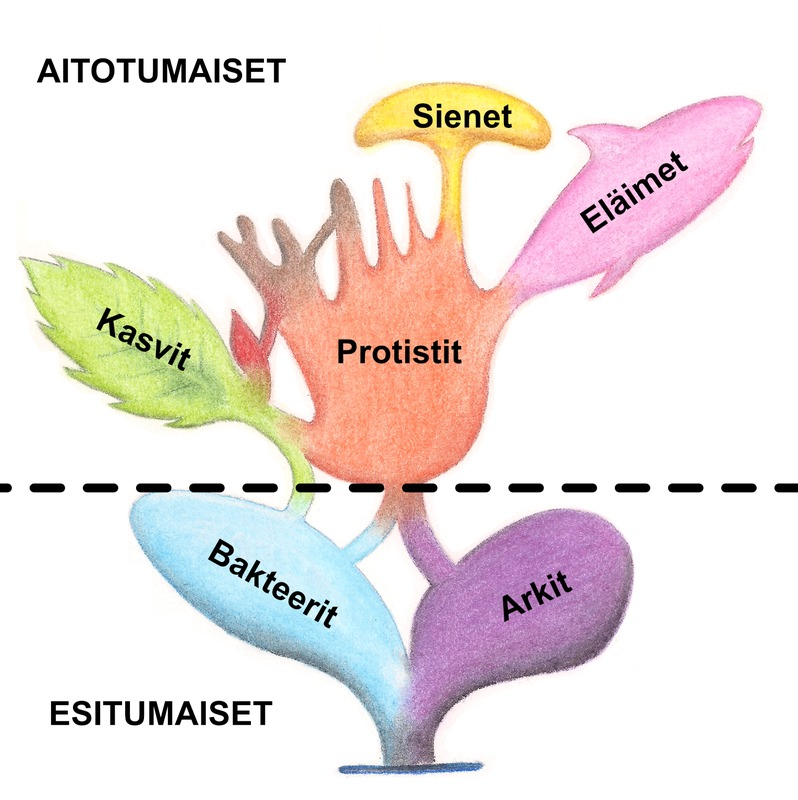 AITOTUMAISET
Sienet
Eläimet
Kasvit
Protistit
Bakteerit
Arkit
ESITUMAISET